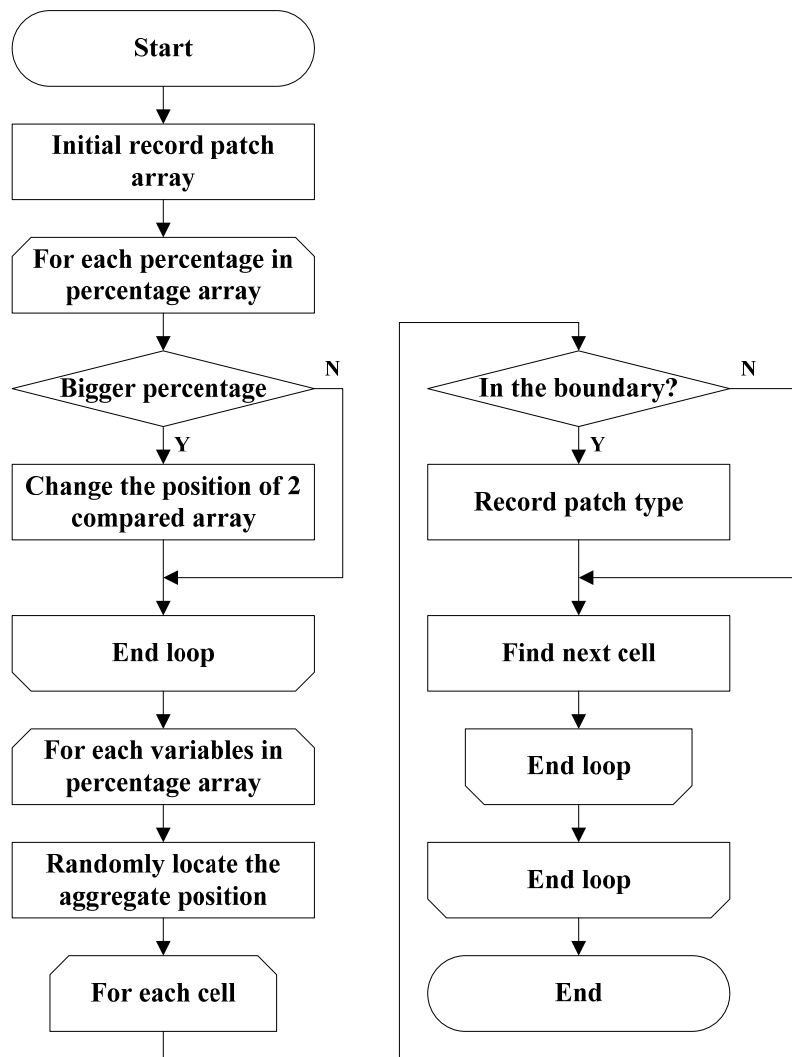 Start
Initial record patch
array
For each percentage in
percentage array
Bigger percentage
N
Y
Change the position of 2
compared array
End loop
For each variables in
percentage array
Randomly locate the
aggregate position
For each cell
In the boundary?
N
Y
Record patch type
Find next cell
End loop
End loop
End